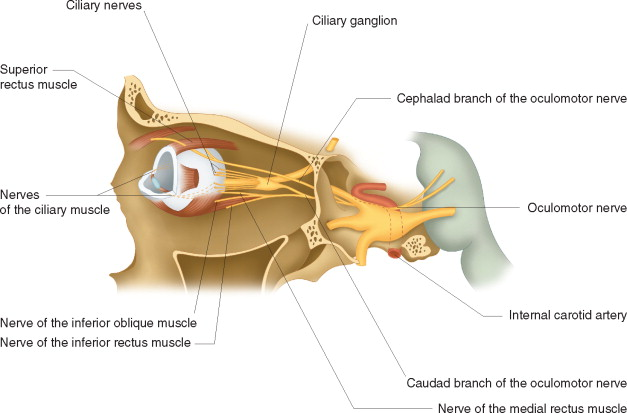 Ciliary nerves
Ciliary ganglion
Superior
rectus muscle
Cephalad branch of the oculomotor nerve
Nerves
of the ciliary muscle
Oculomotor nerve
Internal carotid artery
Nerve of the inferior oblique muscle
Nerve of the inferior rectus muscle
Caudad branch of the oculomotor nerve
Nerve of the medial rectus muscle